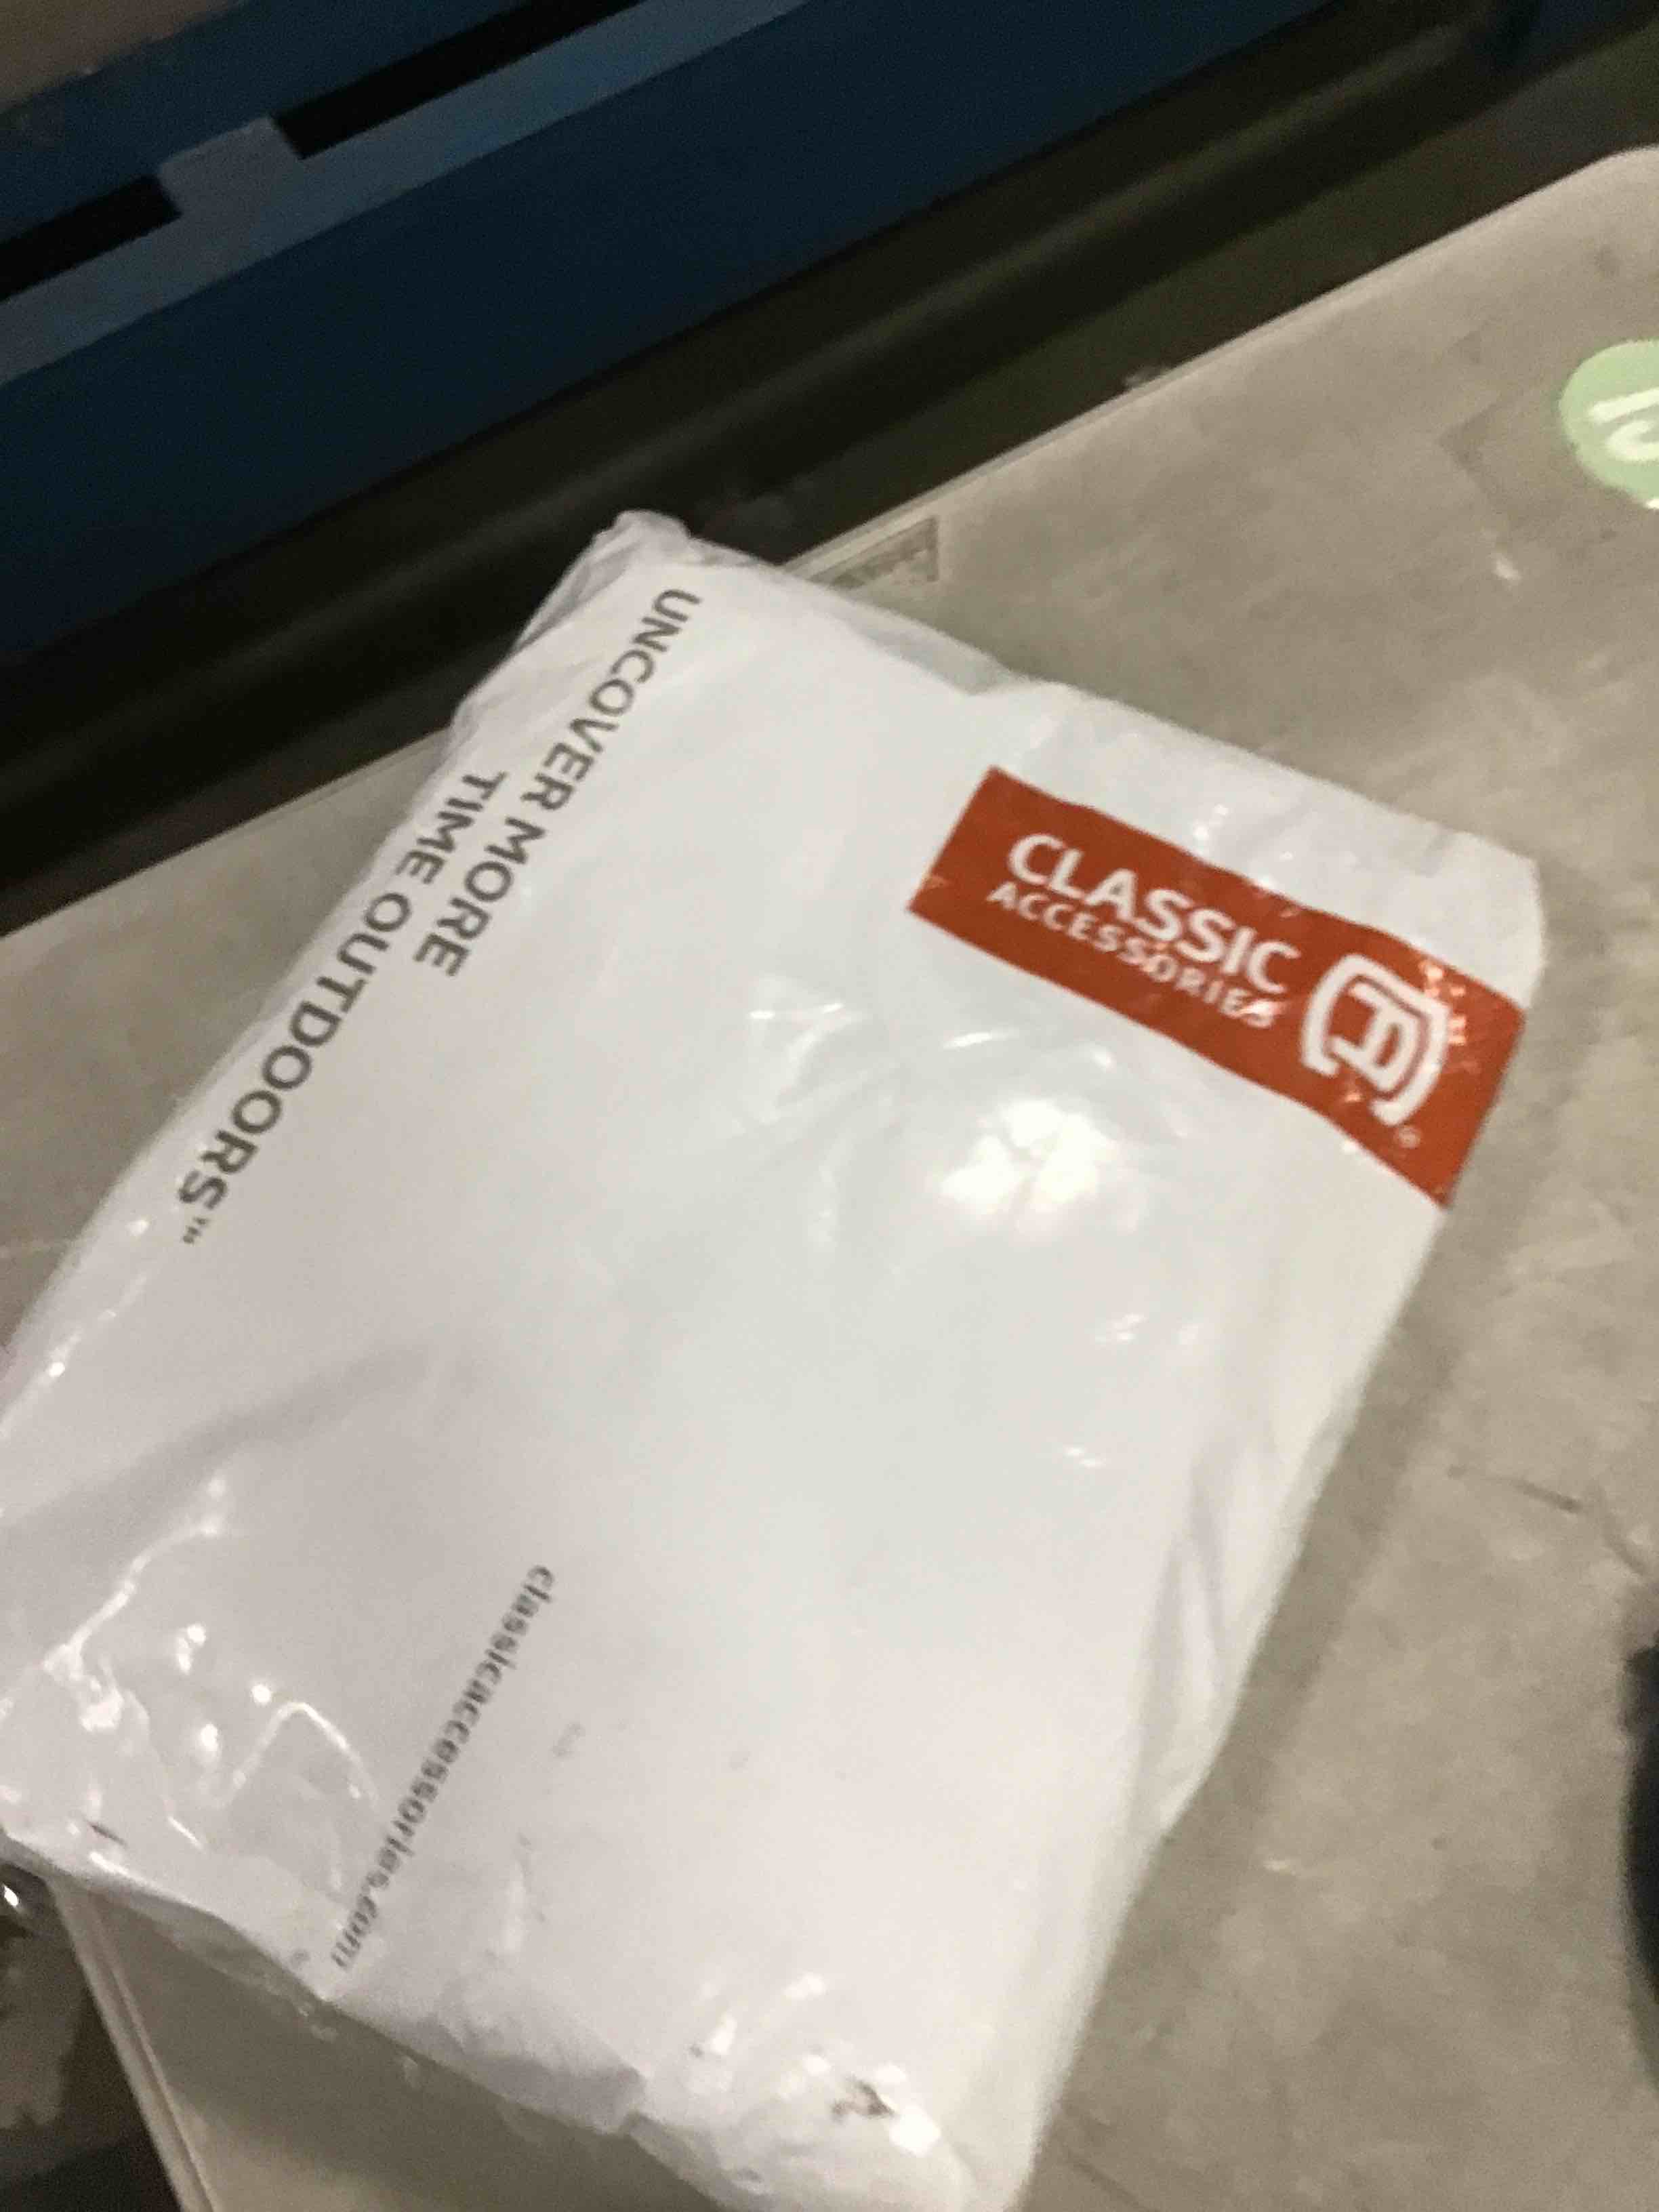 CLASSIC
ACCESSORIES
UNCOVER MORE
TIME OUTDOORS™
classicaccessories.com